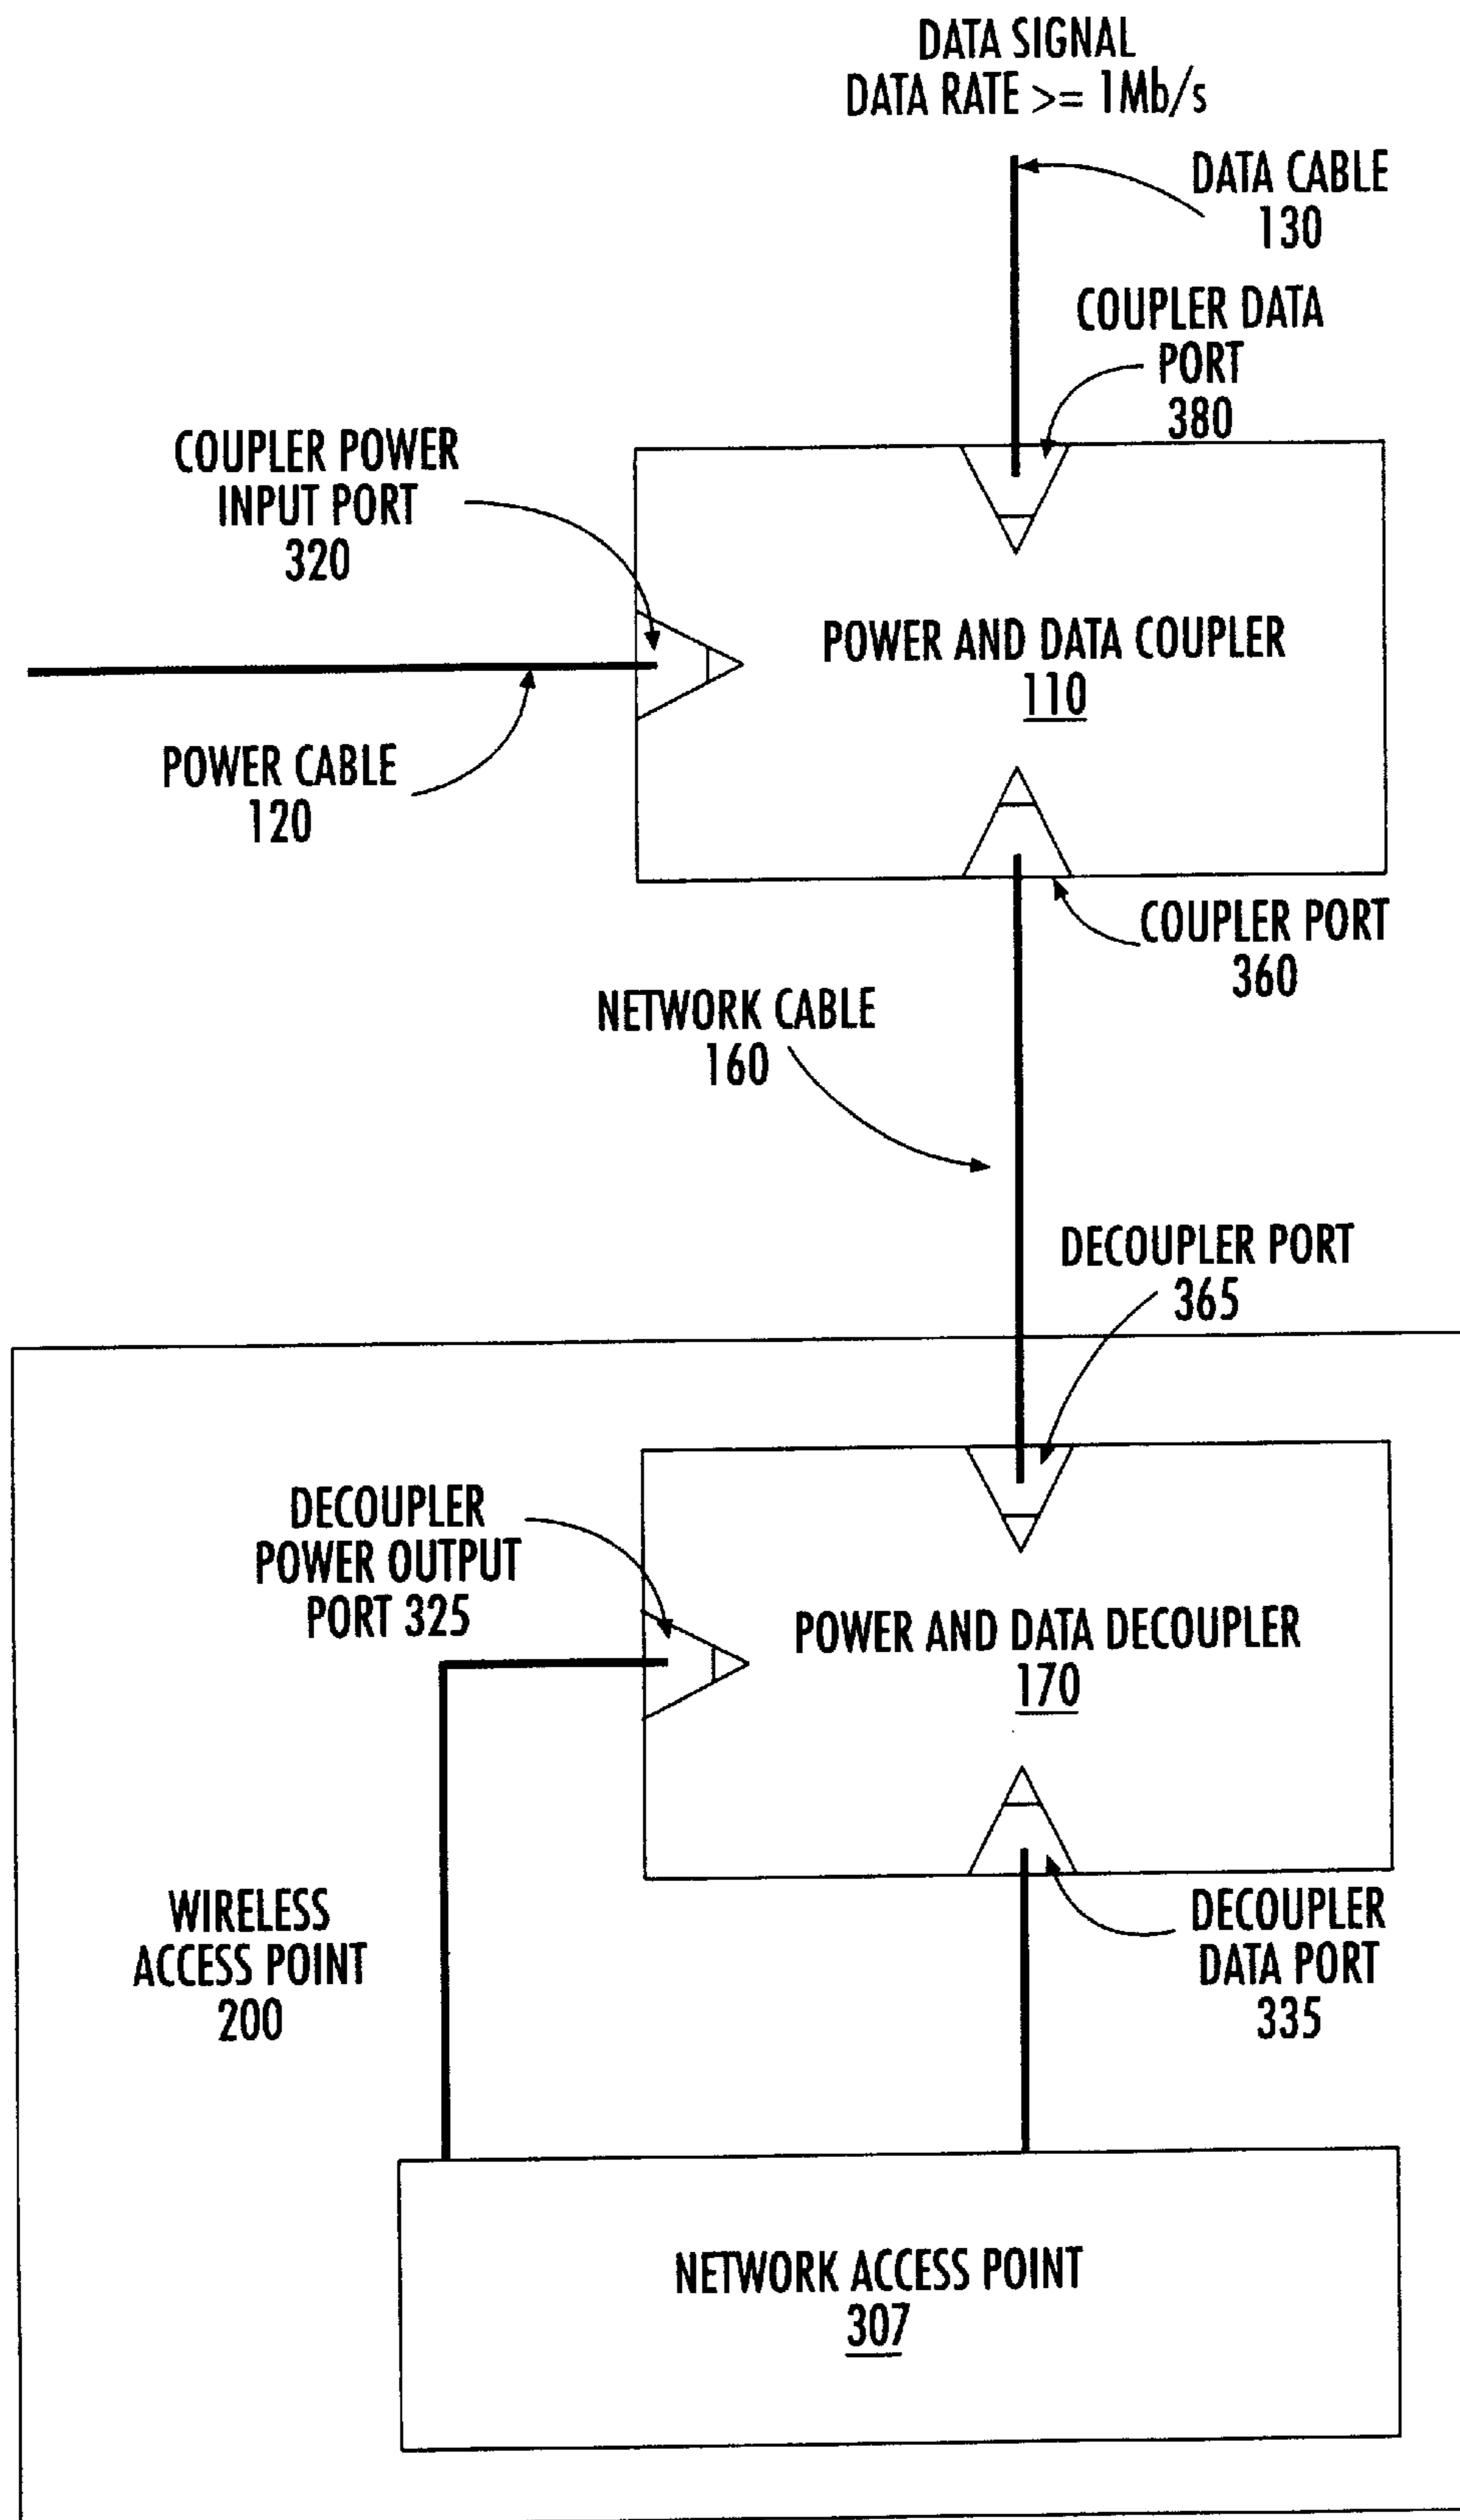 DATA SIGNAL
DATA RATE >= 1Mb/s
DATA CABLE
130
COUPLER DATA
PORT
380
COUPLER POWER
INPUT PORT
320
POWER AND DATA COUPLER
110
POWER CABLE
120
COUPLER PORT
360
NETWORK CABLE
160
DECOUPLER PORT
365
DECOUPLER
POWER OUTPUT
PORT 325
POWER AND DATA DECOUPLER
170
WIRELESS
ACCESS POINT
200
DECOUPLER
DATA PORT
335
NETWORK ACCESS POINT
307